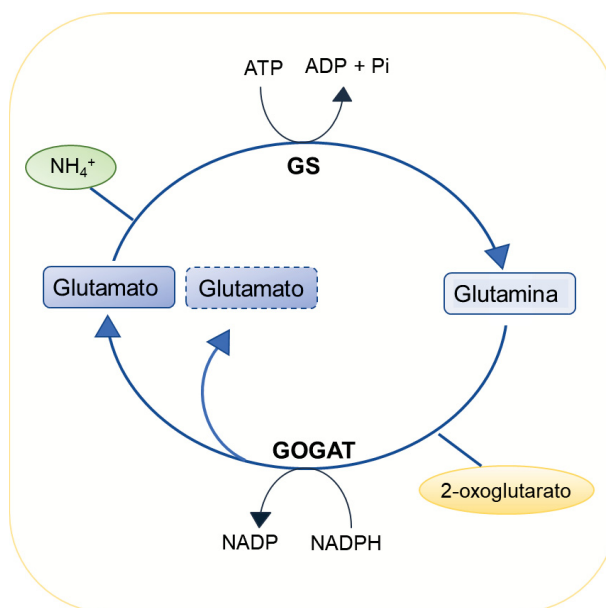 ATP ADP + Pi
GS
NH₄⁺
Glutamato Glutamato Glutamina
GOGAT
2-oxoglutarato
NADP NADPH